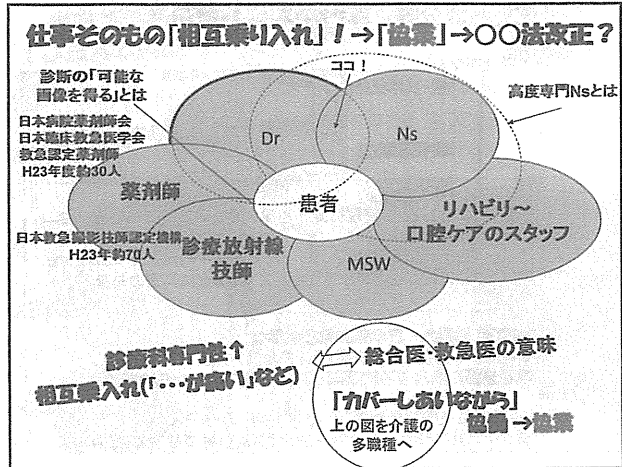 仕事そのもの「相互乗り入れ」！→「協業」→〇〇法改正？
診断の「可能な
画像を得る」とは
ココ！
高度専門Nsとは
日本病院薬剤師会
日本臨床救急医学会
救急認定薬剤師
H23年度約30人
Dr
Ns
薬剤師
患者
リハビリ～
口腔ケアのスタッフ
日本救急撮影技師認定機構
H23年約70人
診療放射線
技師
MSW
診療科専門性↑
相互乗入れ(「・・・が痛い」など)
総合医・救急医の意味
「カバーしあいながら」
協働→協業
上の図を介護の
多職種へ